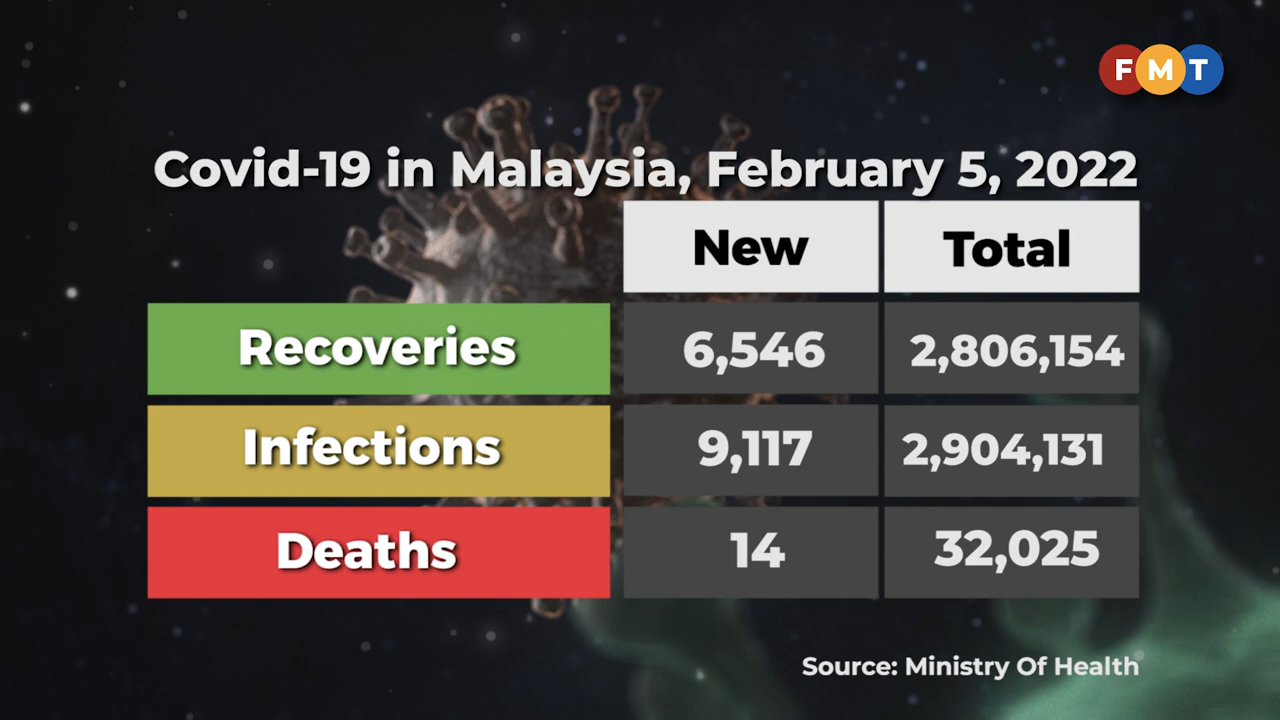 FMT
Covid-19 in Malaysia, February 5, 2022
New Total
Recoveries 6,546 2,806,154
Infections 9,117 2,904,131
Deaths 14 32,025
Source: Ministry Of Health